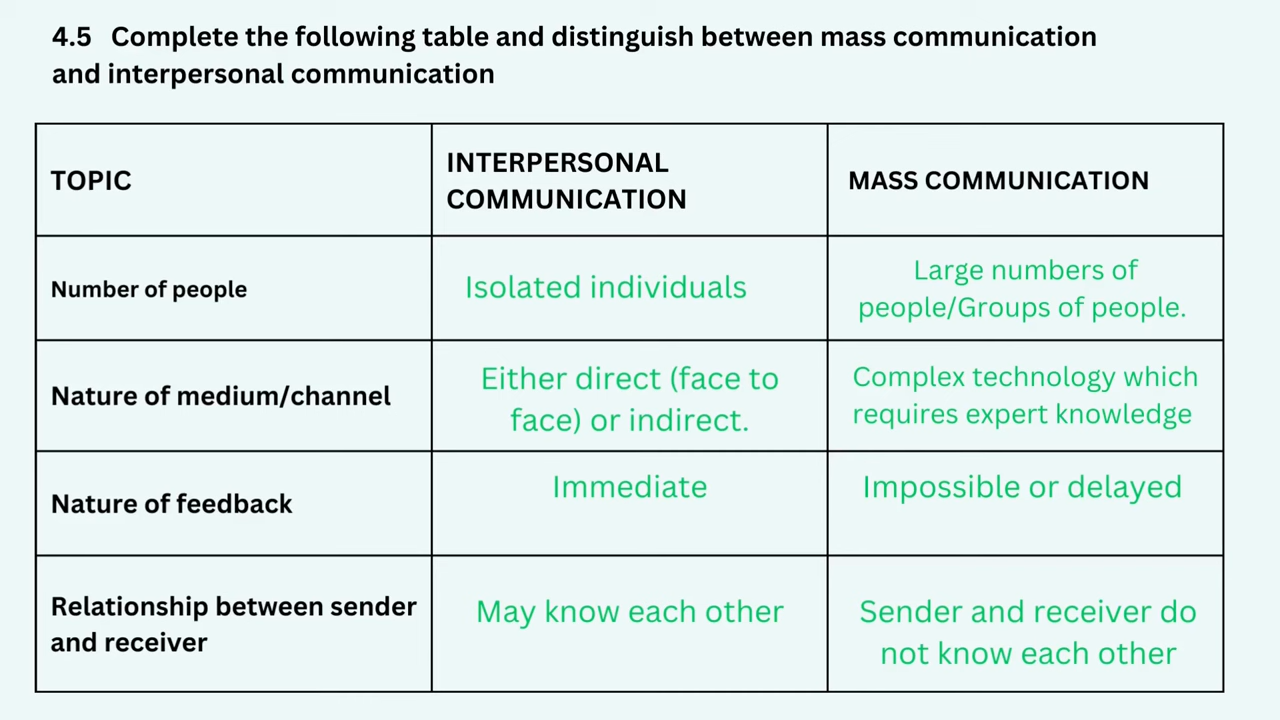 4.5 Complete the following table and distinguish between mass communication
and interpersonal communication
TOPIC
INTERPERSONAL
COMMUNICATION
MASS COMMUNICATION
Number of people
Isolated individuals
Large numbers of
people/Groups of people.
Nature of medium/channel
Either direct (face to
face) or indirect.
Complex technology which
requires expert knowledge
Nature of feedback
Immediate
Impossible or delayed
Relationship between sender
and receiver
May know each other
Sender and receiver do
not know each other